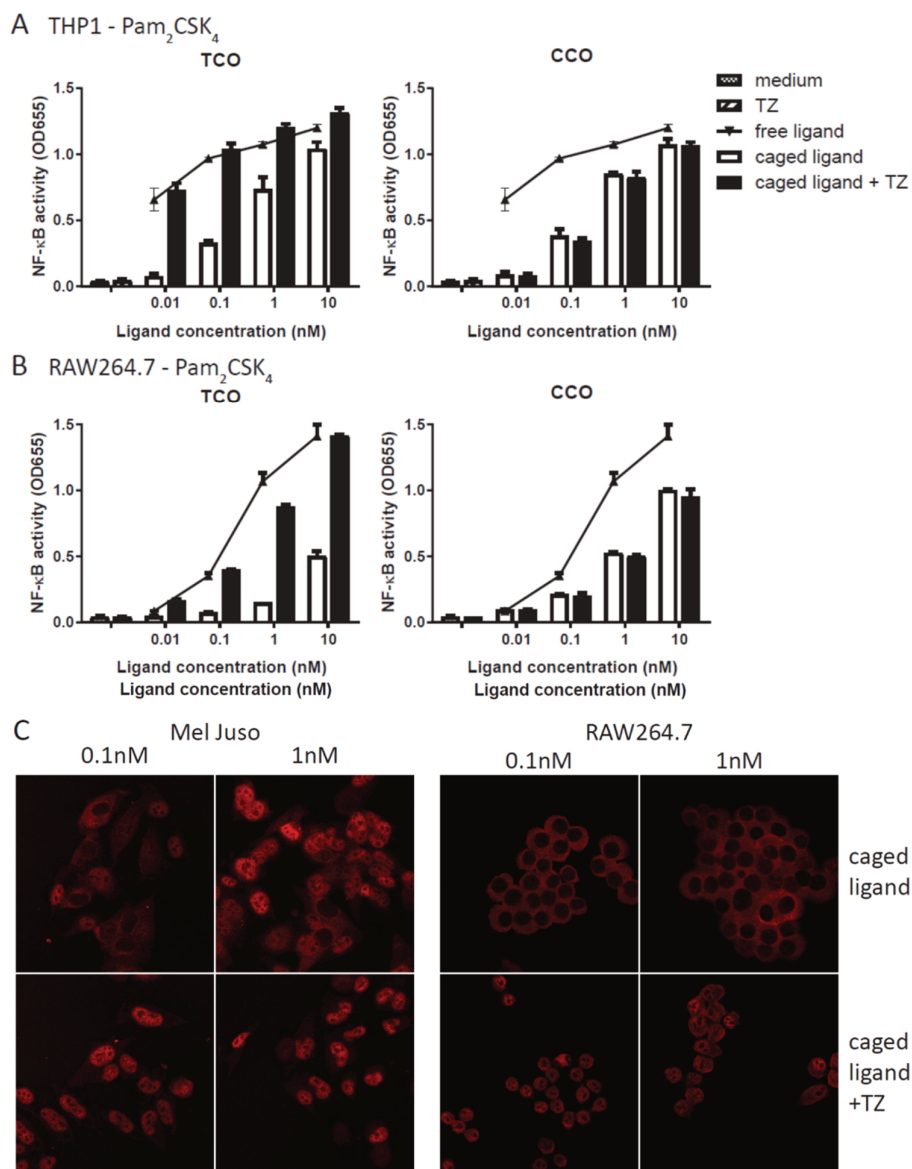 A THP1 - Pam₂CSK₄
TCO
CCO
NF-κB activity (OD655)
1.5
1.0
0.5
0.0
0.01 0.1 1 10
Ligand concentration (nM)
NF-κB activity (OD655)
1.5
1.0
0.5
0.0
0.01 0.1 1 10
Ligand concentration (nM)
medium
TZ
free ligand
caged ligand
caged ligand + TZ
B RAW264.7 - Pam₂CSK₄
TCO
CCO
NF-κB activity (OD655)
1.5
1.0
0.5
0.0
0.01 0.1 1 10
Ligand concentration (nM)
Ligand concentration (nM)
NF-κB activity (OD655)
1.5
1.0
0.5
0.0
0.01 0.1 1 10
Ligand concentration (nM)
Ligand concentration (nM)
C Mel Juso RAW264.7
0.1nM 1nM 0.1nM 1nM
caged
ligand
caged
ligand
+TZ